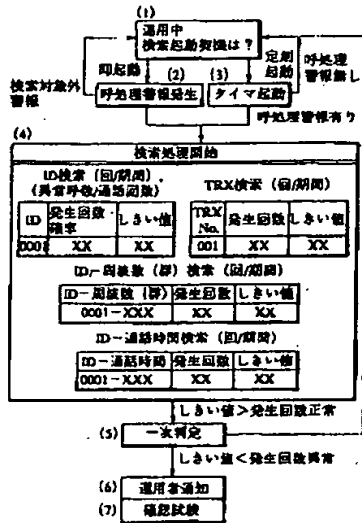 (1)
運用中
検索起動契機は?
即起動
定刻
起動
呼処理
警報無し
検索対象外
警報
(2)
(3)
呼処理警報発生
タイマ起動
呼処理警報有り
(4)
検索処理開始
ID検索(回/期間)
(異常呼数/通話回数)
TRX検索(回/期間)
ID
発生回数・
確率
しきい値
0001
XX
XX
TRX
No.
発生回数
しきい値
001
XX
XX
ID-周波数(群)検索(回/期間)
ID-周波数(群)
発生回数
しきい値
0001-XXX
XX
XX
ID-通話時間検索(回/期間)
ID-通話時間
発生回数
しきい値
0001-XXX
XX
XX
しきい値>発生回数正常
(5)
一次判定
しきい値<発生回数異常
(6)
運用者通知
(7)
確認試験